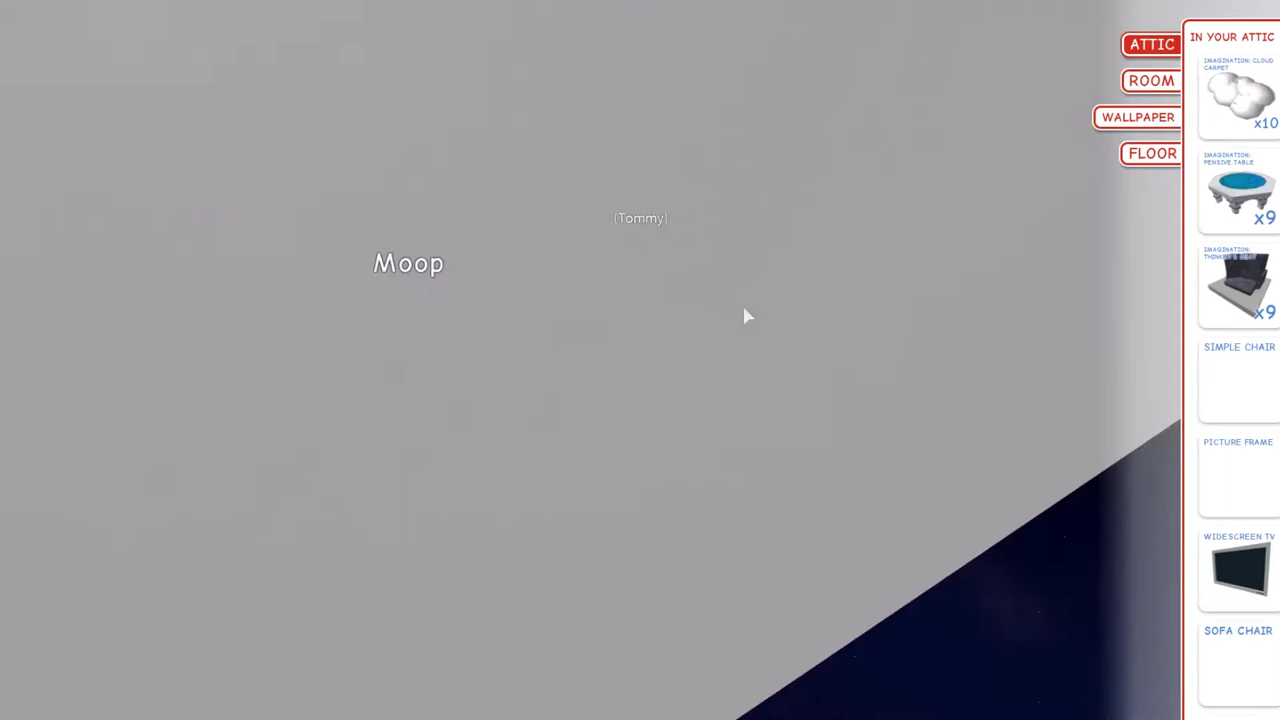 ATTIC
ROOM
WALLPAPER
FLOOR
(Tommy)
Moop
IN YOUR ATTIC
IMAGINATION: CLOUD
CARPET
x10
IMAGINATION:
PENSIVE TABLE
x9
IMAGINATION:
x9
SIMPLE CHAIR
PICTURE FRAME
WIDESCREEN TV
SOFA CHAIR